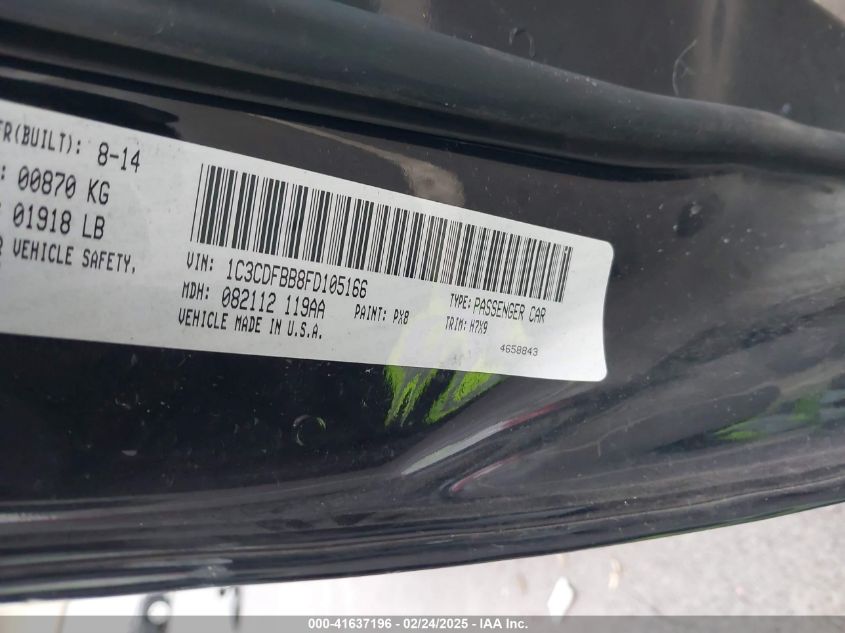 (BUILT): 8-14
: 00870 KG
01918 LB
VEHICLE SAFETY.
VIN: 1C3CDFBB8FD105166
TYPE: PASSENGER CAR
MDH: 082112 119AA
PAINT: PX8
TRIM: H7X9
VEHICLE MADE IN U.S.A.
4658843
000-41637196 - 02/24/2025 - IAA Inc.